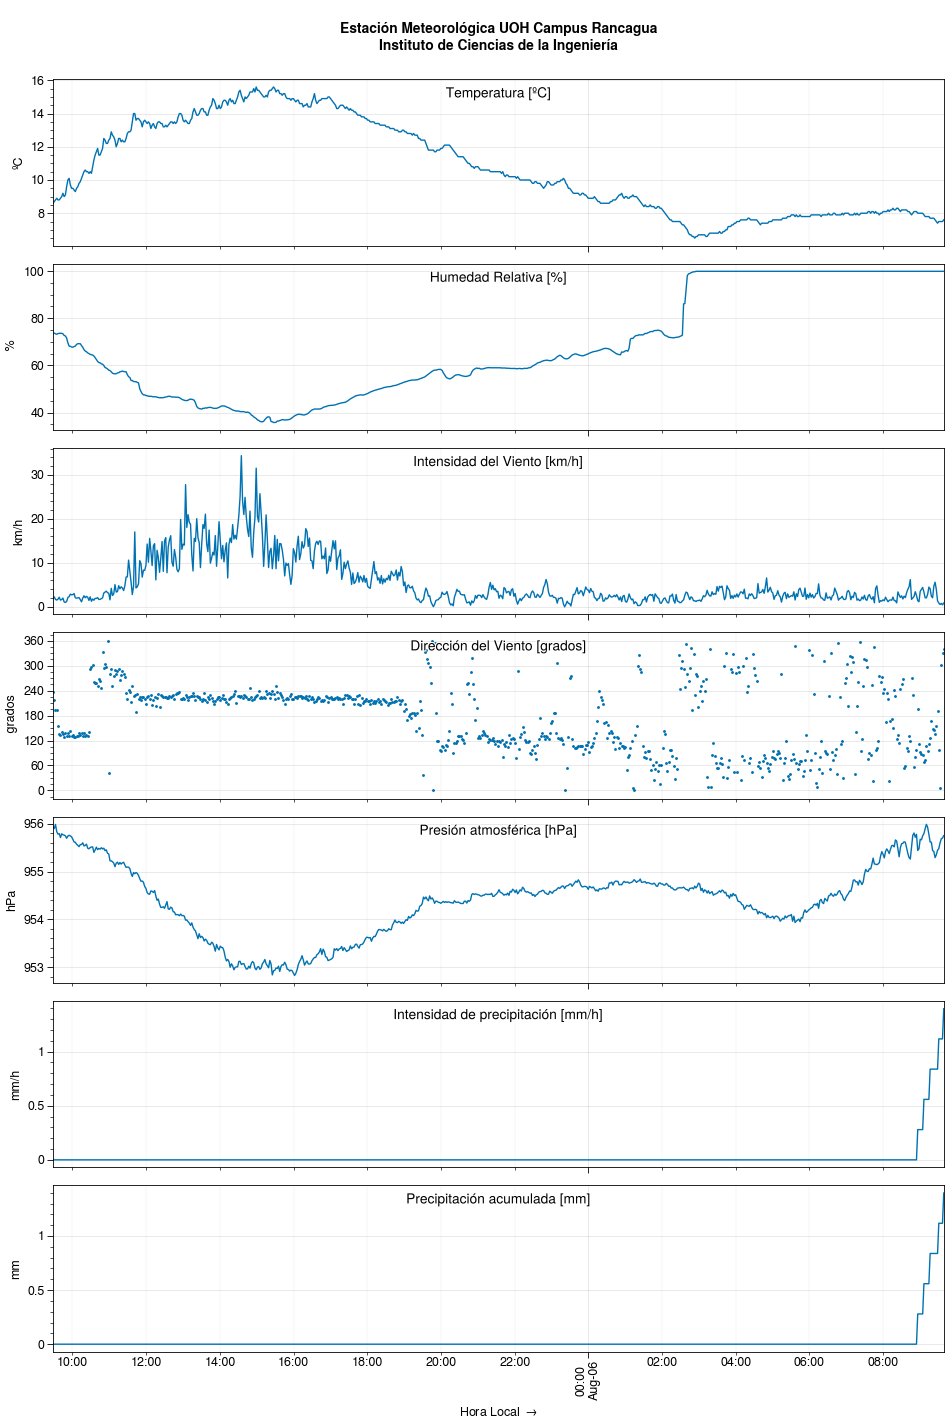 Estación Meteorológica UOH Campus Rancagua
Instituto de Ciencias de la Ingeniería
Temperatura [ºC]
ºC
16
14
12
10
8
Humedad Relativa [%]
%
100
80
60
40
Intensidad del Viento [km/h]
km/h
30
20
10
0
Dirección del Viento [grados]
grados
360
300
240
180
120
60
0
Presión atmosférica [hPa]
hPa
956
955
954
953
Intensidad de precipitación [mm/h]
mm/h
1
0.5
0
Precipitación acumulada [mm]
mm
1
0.5
0
10:00 12:00 14:00 16:00 18:00 20:00 22:00 00:00 02:00 04:00 06:00 08:00
Aug-06
Hora Local →